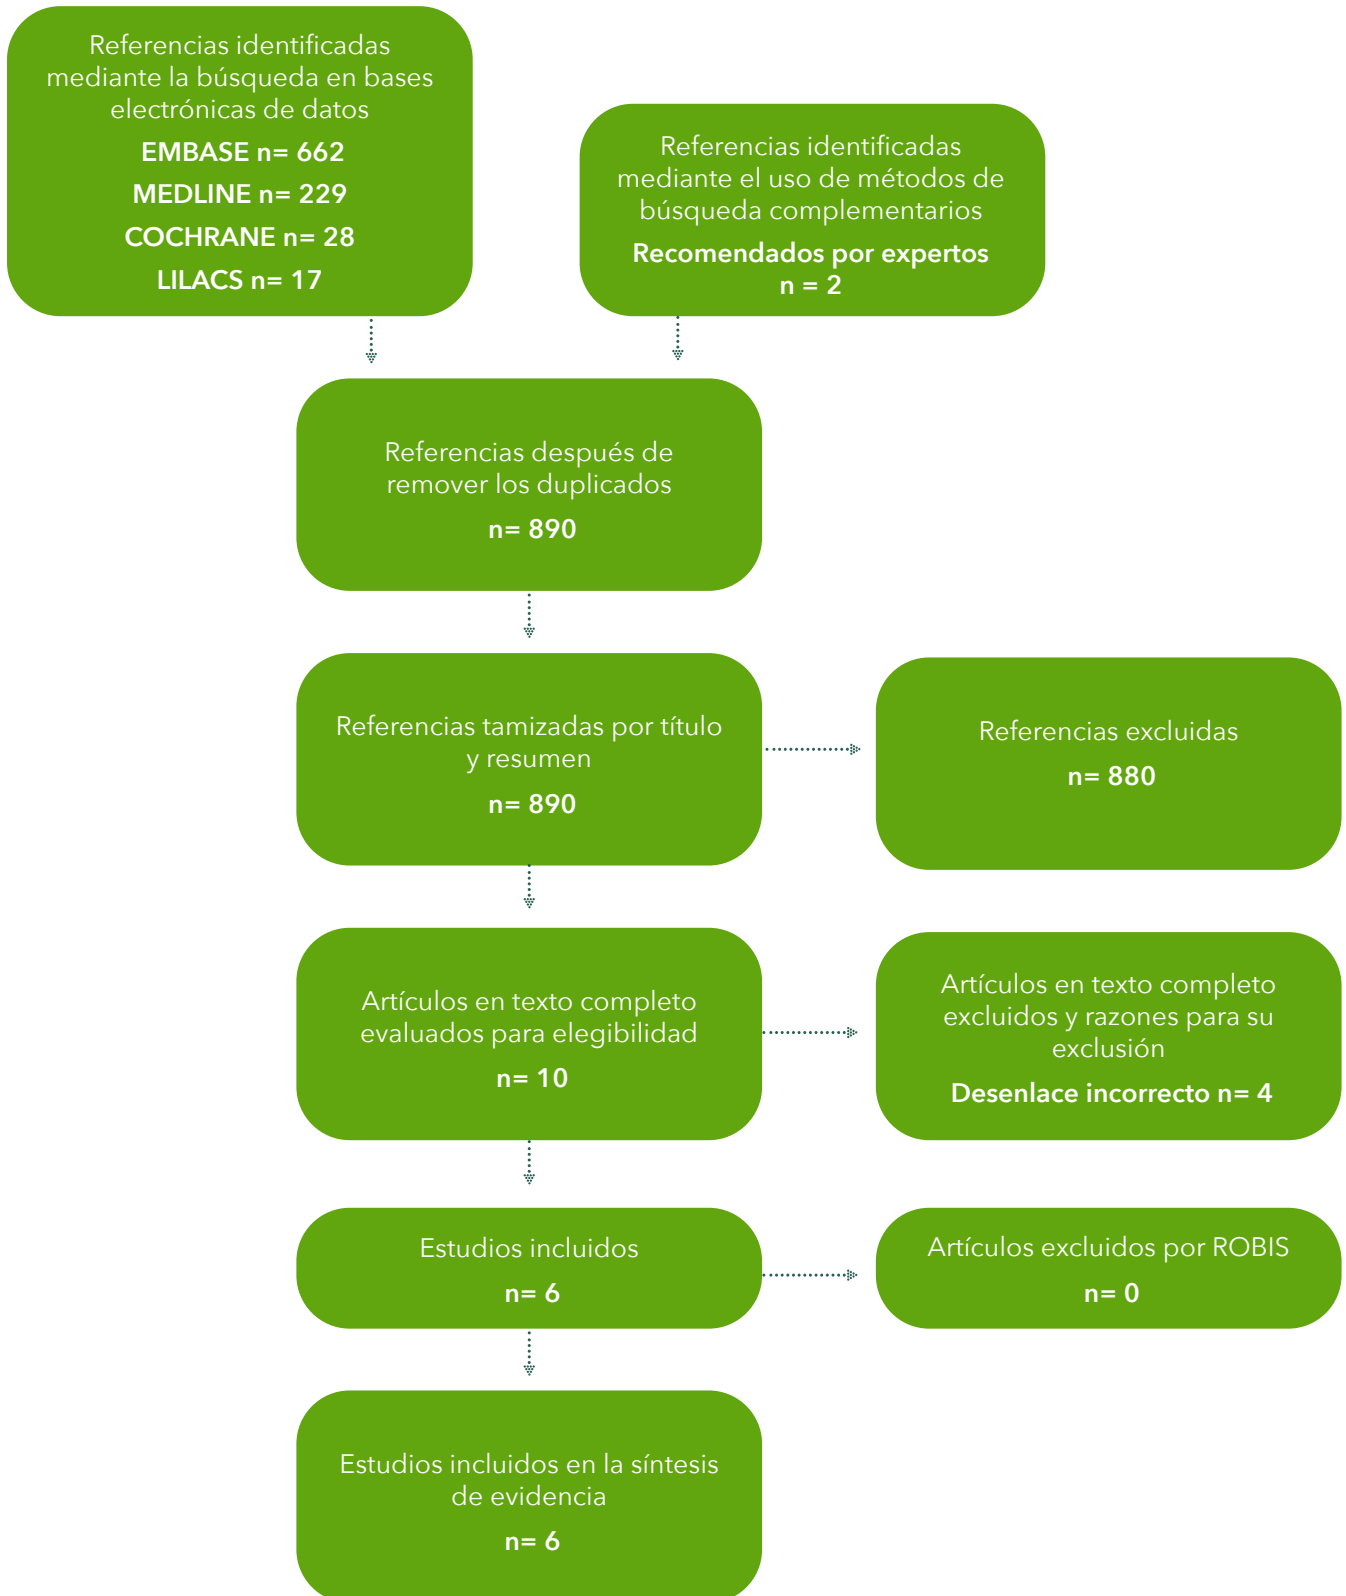 Referencias identificadas
mediante la búsqueda en bases
electrónicas de datos
EMBASE n= 662
MEDLINE n= 229
COCHRANE n= 28
LILACS n= 17
Referencias identificadas
mediante el uso de métodos de
búsqueda complementarios
Recomendados por expertos
n = 2
Referencias después de
remover los duplicados
n= 890
Referencias tamizadas por título
y resumen
n= 890
Referencias excluidas
n= 880
Artículos en texto completo
evaluados para elegibilidad
n= 10
Artículos en texto completo
excluidos y razones para su
exclusión
Desenlace incorrecto n= 4
Estudios incluidos
n= 6
Artículos excluidos por ROBIS
n= 0
Estudios incluidos en la síntesis
de evidencia
n= 6